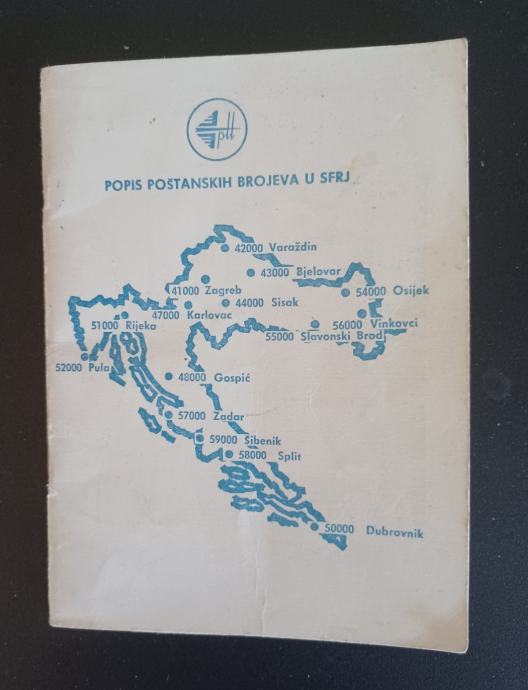 ptt
POPIS POŠTANSKIH BROJEVA U SFRJ
42000 Varaždin
43000 Bjelovar
41000 Zagreb
54000 Osijek
44000 Sisak
47000 Karlovac
51000 Rijeka
56000 Vinkovci
55000 Slavonski Brod
52000 Pula
48000 Gospić
57000 Zadar
59000 Šibenik
58000 Split
50000 Dubrovnik